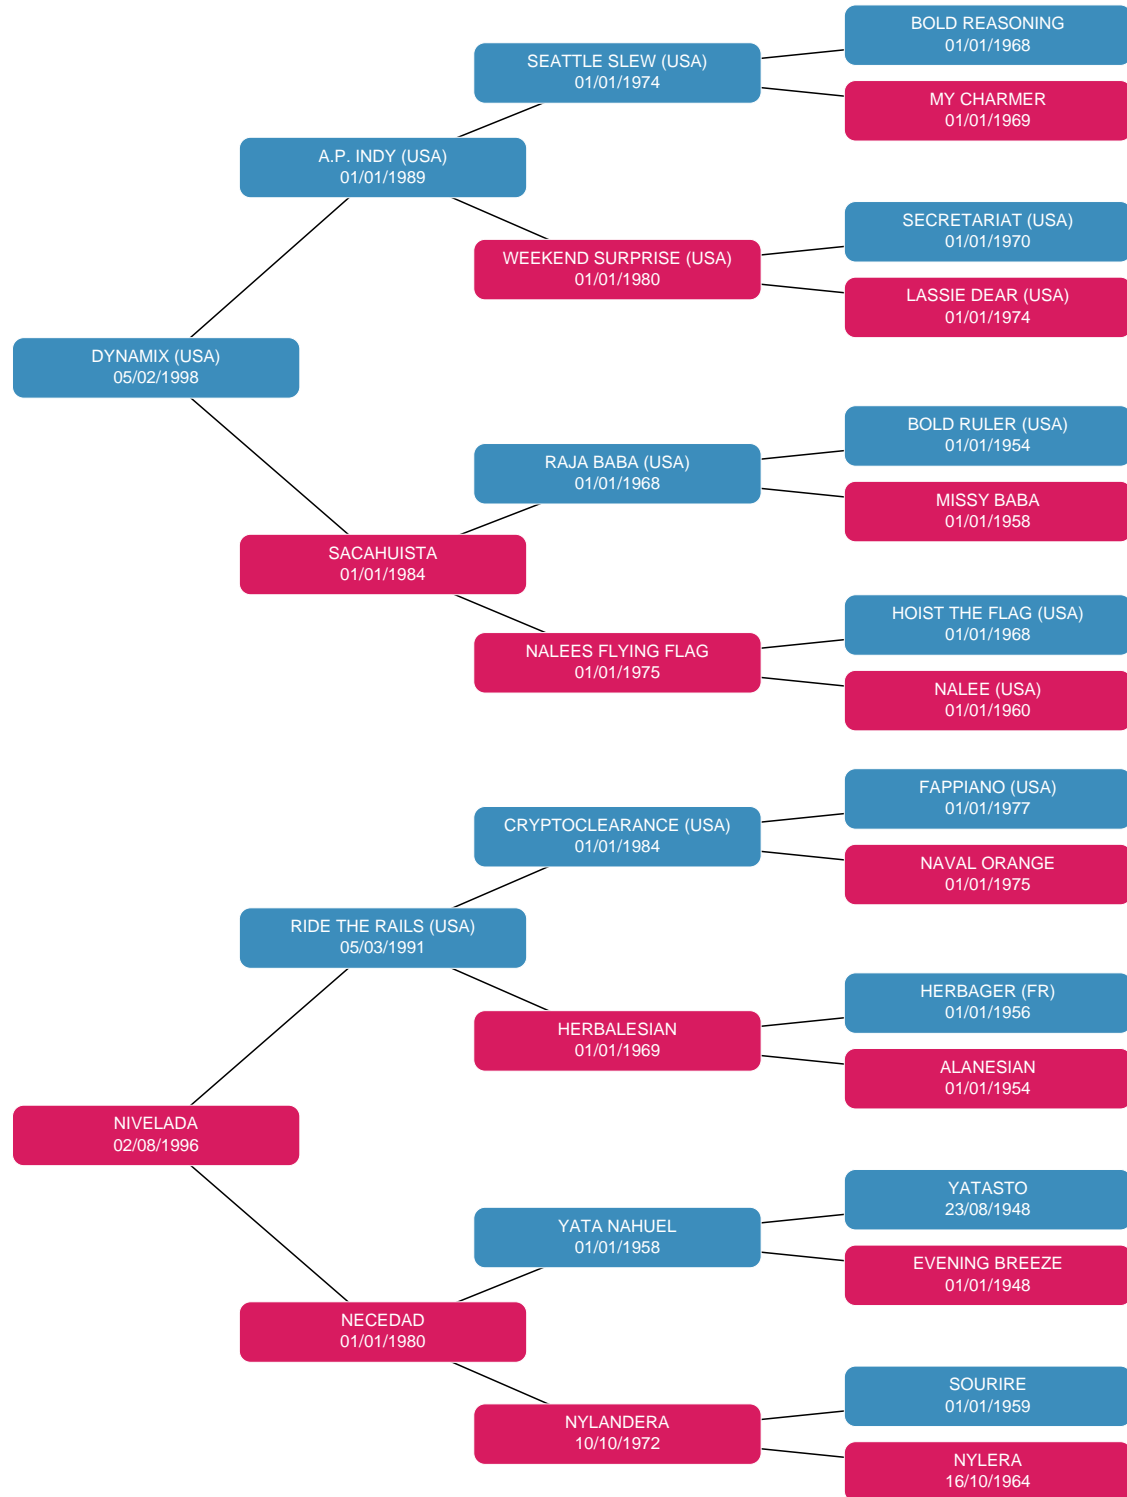 BOLD REASONING
01/01/1968
SEATTLE SLEW (USA)
01/01/1974
MY CHARMER
01/01/1969
A.P. INDY (USA)
01/01/1989
SECRETARIAT (USA)
01/01/1970
WEEKEND SURPRISE (USA)
01/01/1980
LASSIE DEAR (USA)
01/01/1974
DYNAMIX (USA)
05/02/1998
BOLD RULER (USA)
01/01/1954
RAJA BABA (USA)
01/01/1968
MISSY BABA
01/01/1958
SACAHUISTA
01/01/1984
HOIST THE FLAG (USA)
01/01/1968
NALEES FLYING FLAG
01/01/1975
NALEE (USA)
01/01/1960
FAPPIANO (USA)
01/01/1977
CRYPTOCLEARANCE (USA)
01/01/1984
NAVAL ORANGE
01/01/1975
RIDE THE RAILS (USA)
05/03/1991
HERBAGER (FR)
01/01/1956
HERBALESIAN
01/01/1969
ALANESIAN
01/01/1954
NIVELADA
02/08/1996
YATASTO
23/08/1948
YATA NAHUEL
01/01/1958
EVENING BREEZE
01/01/1948
NECEDAD
01/01/1980
SOURIRE
01/01/1959
NYLANDERA
10/10/1972
NYLERA
16/10/1964